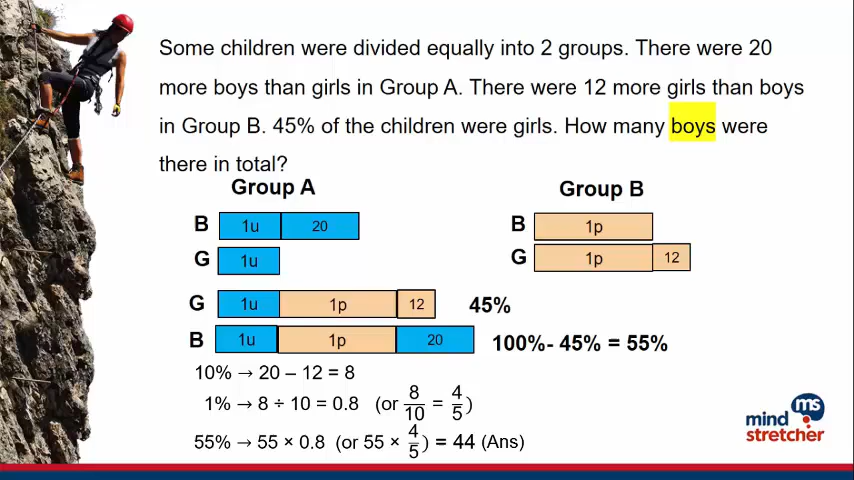 Some children were divided equally into 2 groups. There were 20
more boys than girls in Group A. There were 12 more girls than boys
in Group B. 45% of the children were girls. How many boys were
there in total?
Group A
B 1u 20
G 1u
Group B
B 1p
G 1p 12
G 1u 1p 12 45%
B 1u 1p 20 100%- 45% = 55%
10% → 20 – 12 = 8
1% → 8 ÷ 10 = 0.8 (or 8/10 = 4/5)
55% → 55 × 0.8 (or 55 × 4/5) = 44 (Ans)
ms
mind
stretcher